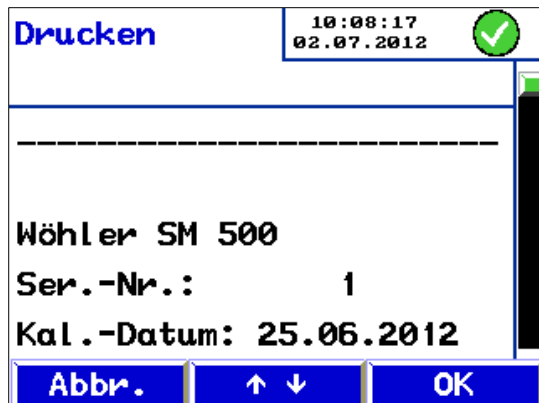 Drucken
10:08:17
02.07.2012
------------------------
Wöhler SM 500
Ser.-Nr.: 1
Kal.-Datum: 25.06.2012
Abbr. ↑ ↓ OK